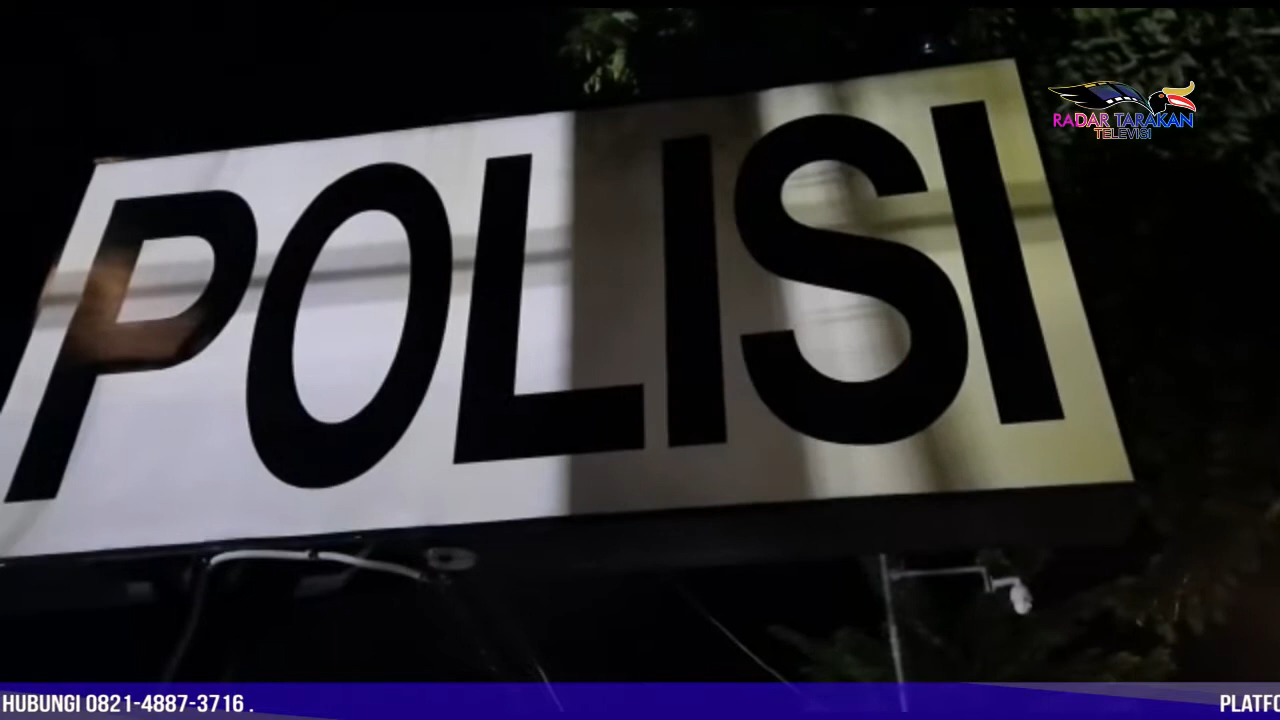 POLISI
RADAR TARAKAN
TELEVISI
HUBUNGI 0821-4887-3716 .